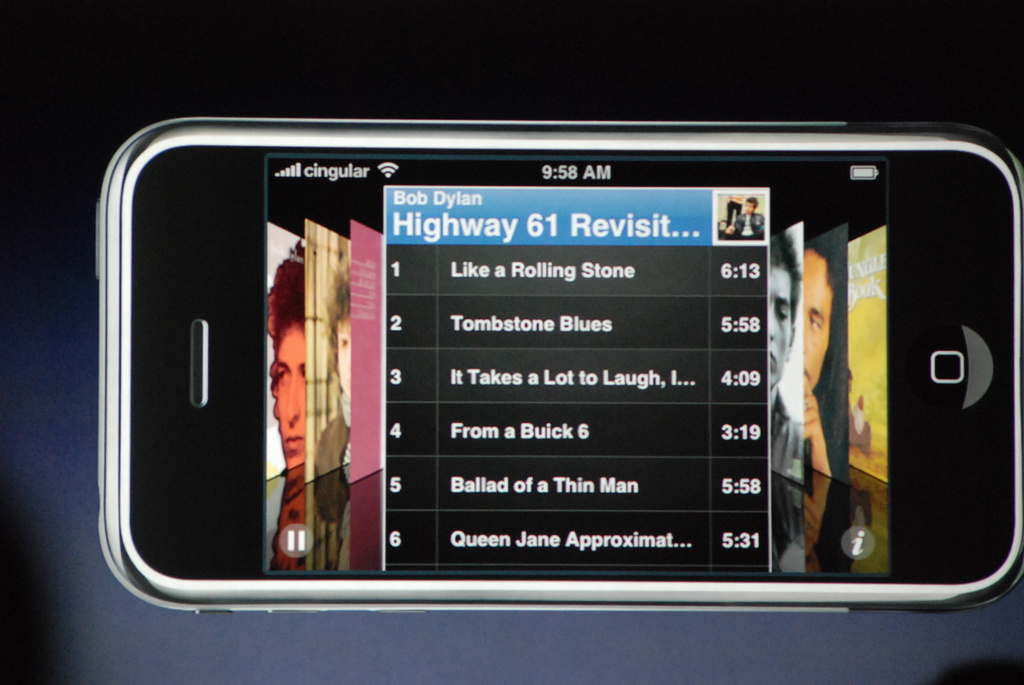 cingular 9:58 AM
Bob Dylan
Highway 61 Revisit...
1 Like a Rolling Stone 6:13
2 Tombstone Blues 5:58
3 It Takes a Lot to Laugh, I... 4:09
4 From a Buick 6 3:19
5 Ballad of a Thin Man 5:58
6 Queen Jane Approximat... 5:31
Book
i